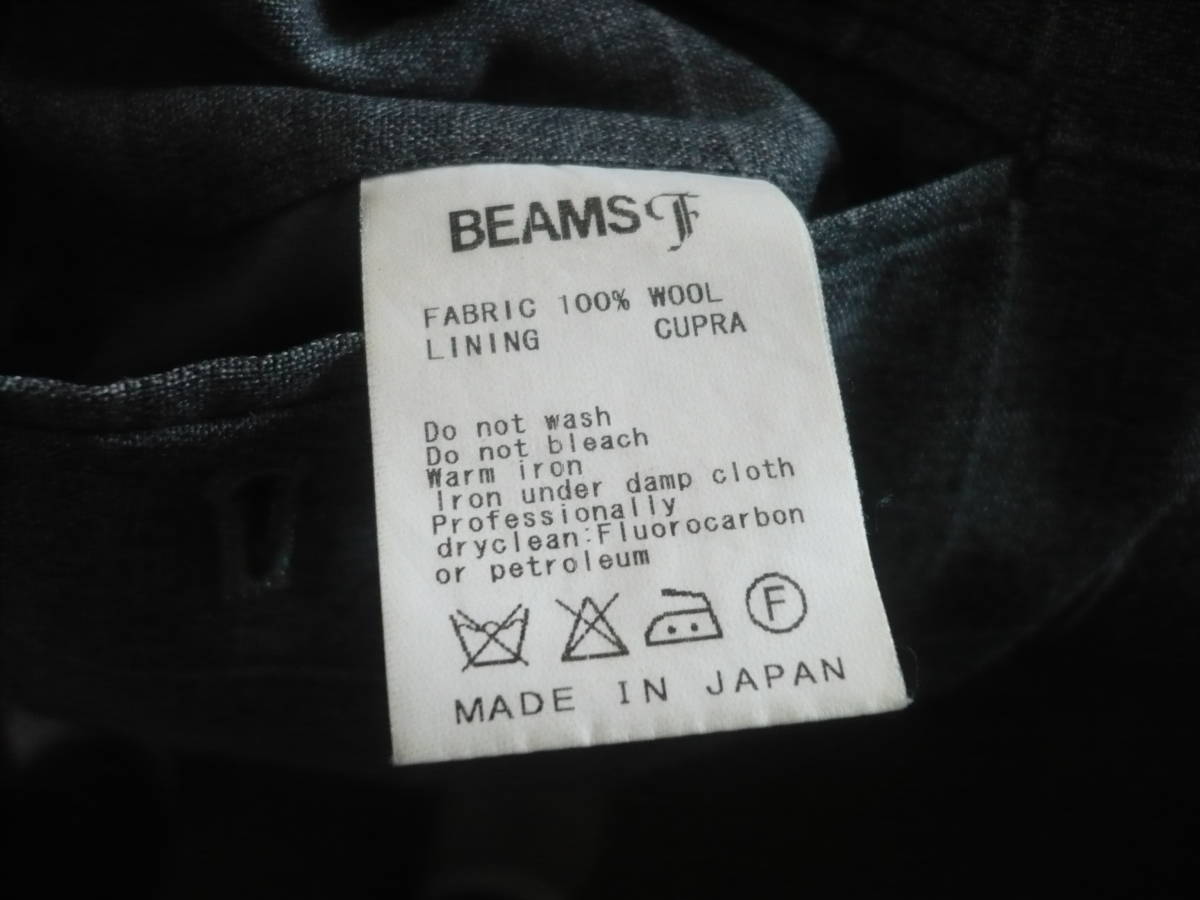 BEAMS F
FABRIC 100% WOOL
LINING CUPRA
Do not wash
Do not bleach
Warm iron
Iron under damp cloth
Professionally
dryclean:Fluorocarbon
or petroleum
F
MADE IN JAPAN